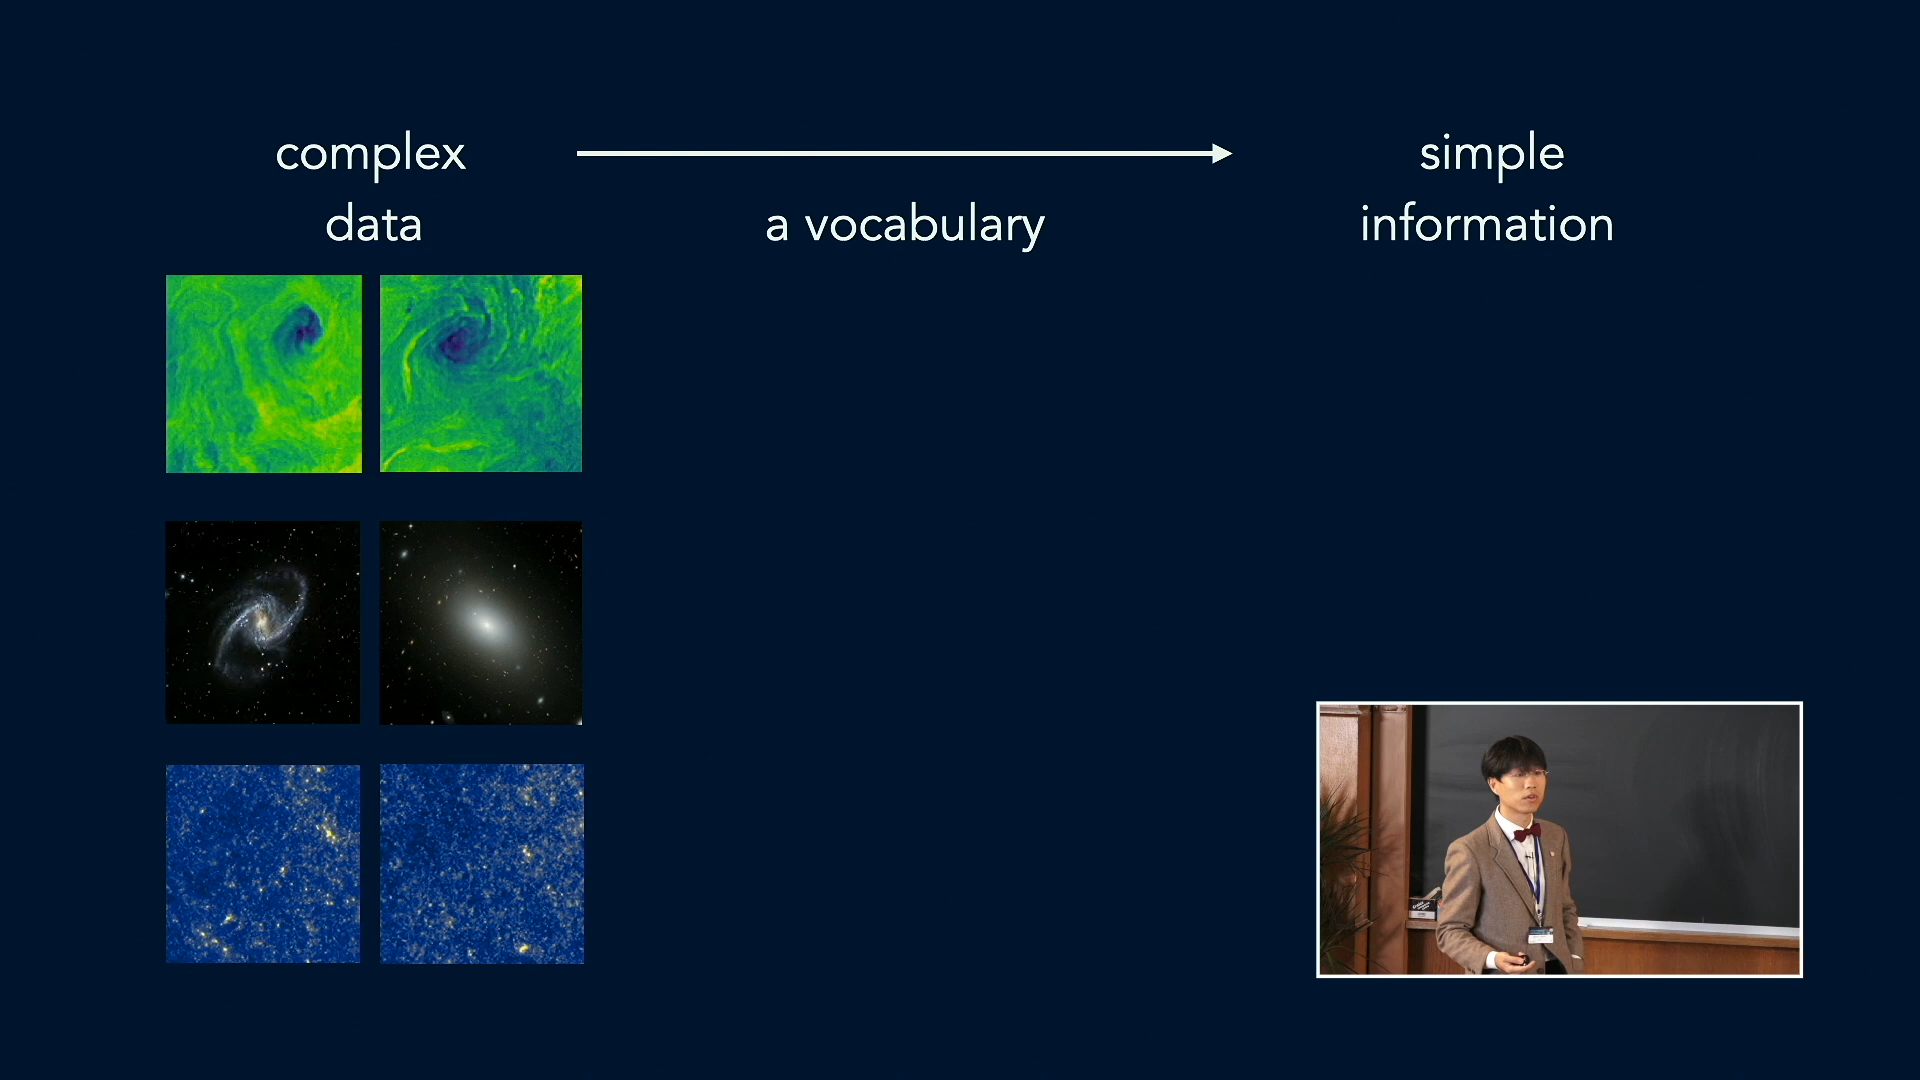 complex
simple
data
a vocabulary
information